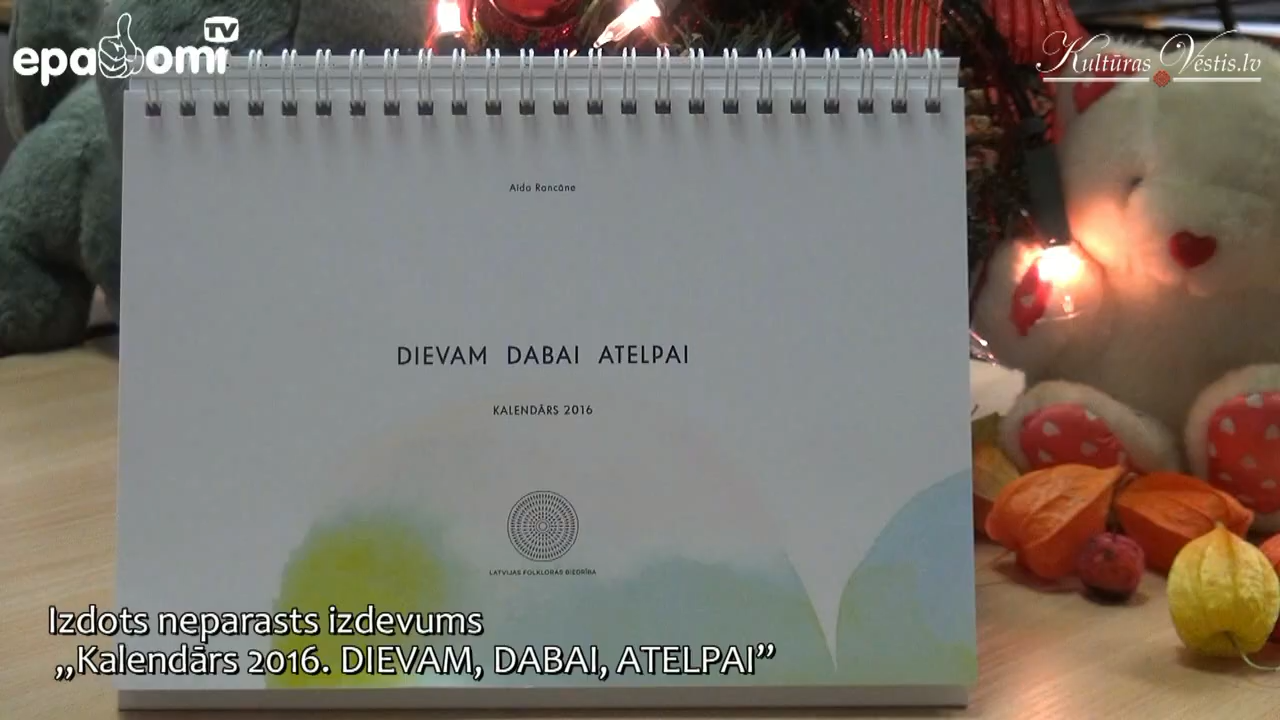 epadomi TV
Kultūras Vēstis.lv
Aida Rancāne
DIEVAM DABAI ATELPAI
KALENDĀRS 2016
LATVIJAS FOLKLORAS BIEDRĪBA
Izdots neparasts izdevums
„Kalendārs 2016. DIEVAM, DABAI, ATELPAI”